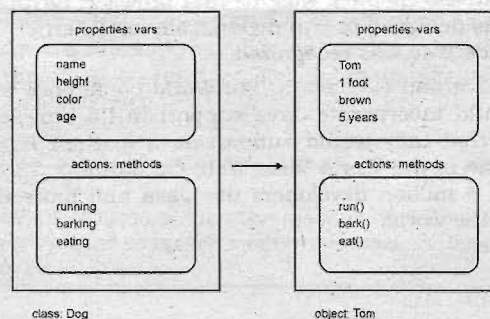 properties: vars
name
height
color
age
actions: methods
running
barking
eating
class: Dog
properties: vars
Tom
1 foot
brown
5 years
actions: methods
run()
bark()
eat()
object: Tom